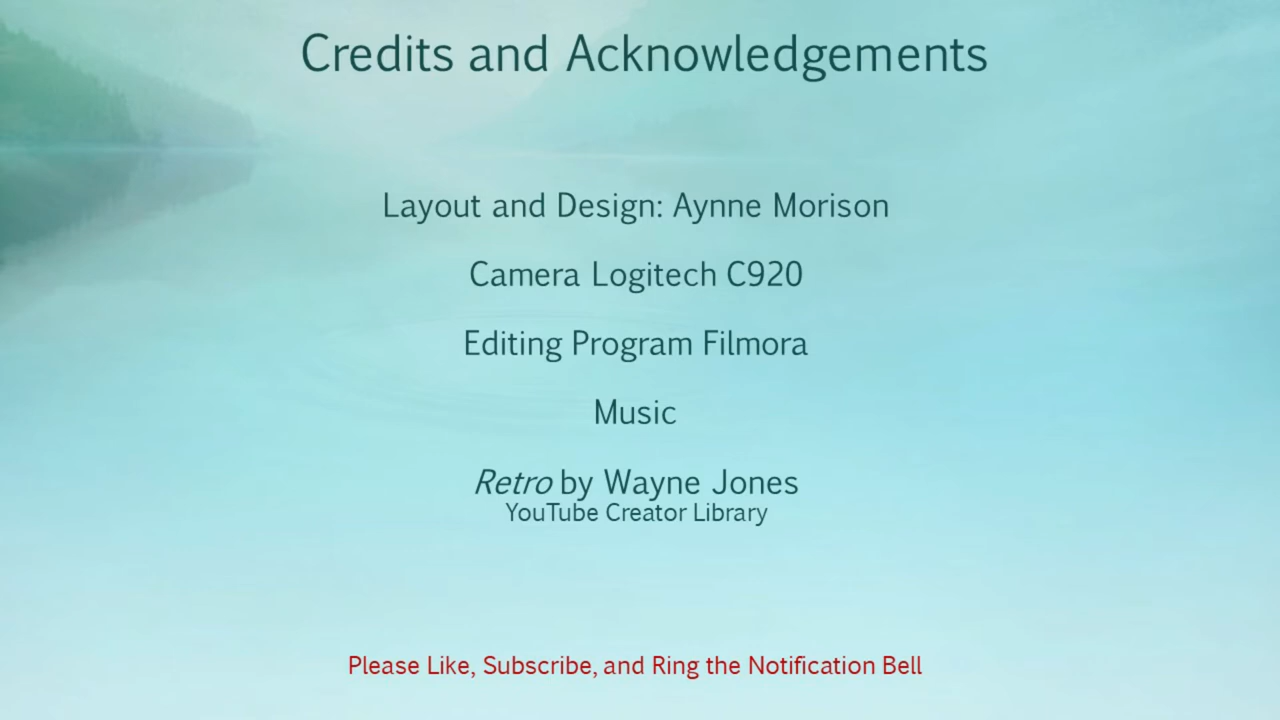 Credits and Acknowledgements
Layout and Design: Aynne Morison
Camera Logitech C920
Editing Program Filmora
Music
Retro by Wayne Jones
YouTube Creator Library
Please Like, Subscribe, and Ring the Notification Bell